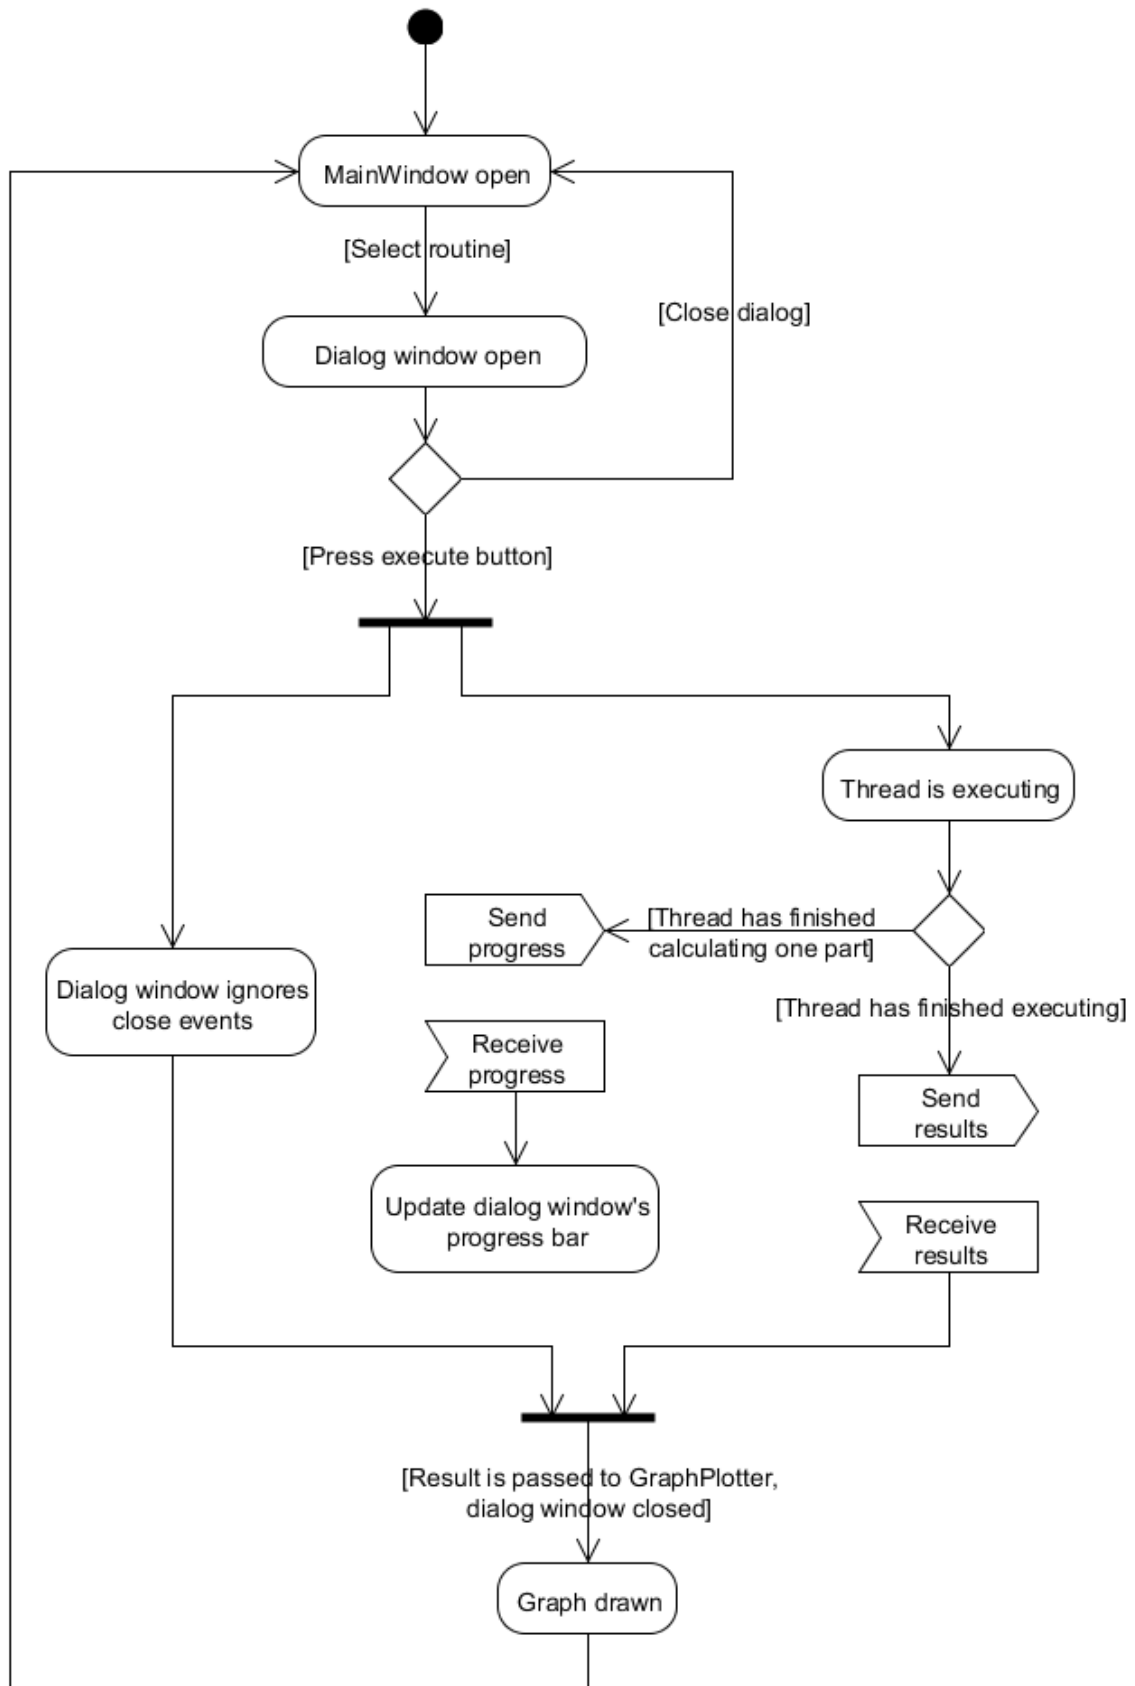 MainWindow open
[Select routine]
[Close dialog]
Dialog window open
[Press execute button]
Thread is executing
Send
progress
[Thread has finished
calculating one part]
Dialog window ignores
close events
[Thread has finished executing]
Receive
progress
Send
results
Update dialog window's
progress bar
Receive
results
[Result is passed to GraphPlotter,
dialog window closed]
Graph drawn